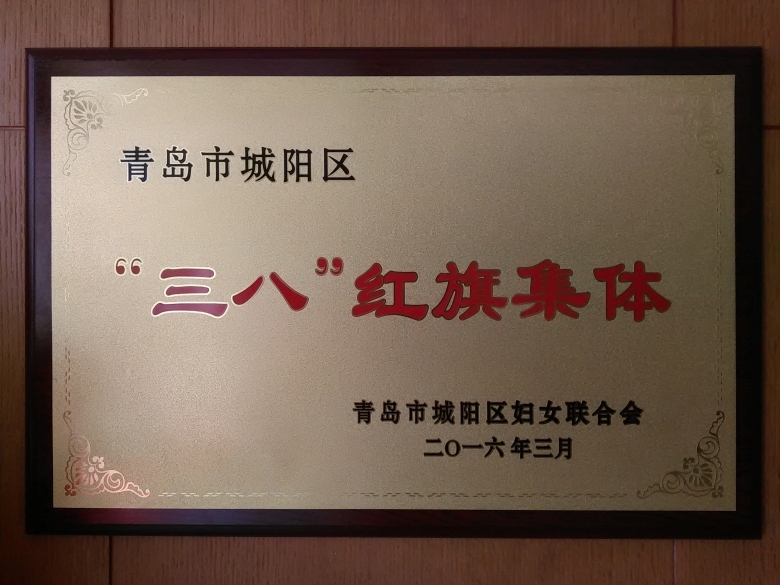 青岛市城阳区
“三八”红旗集体
青岛市城阳区妇女联合会
二〇一六年三月